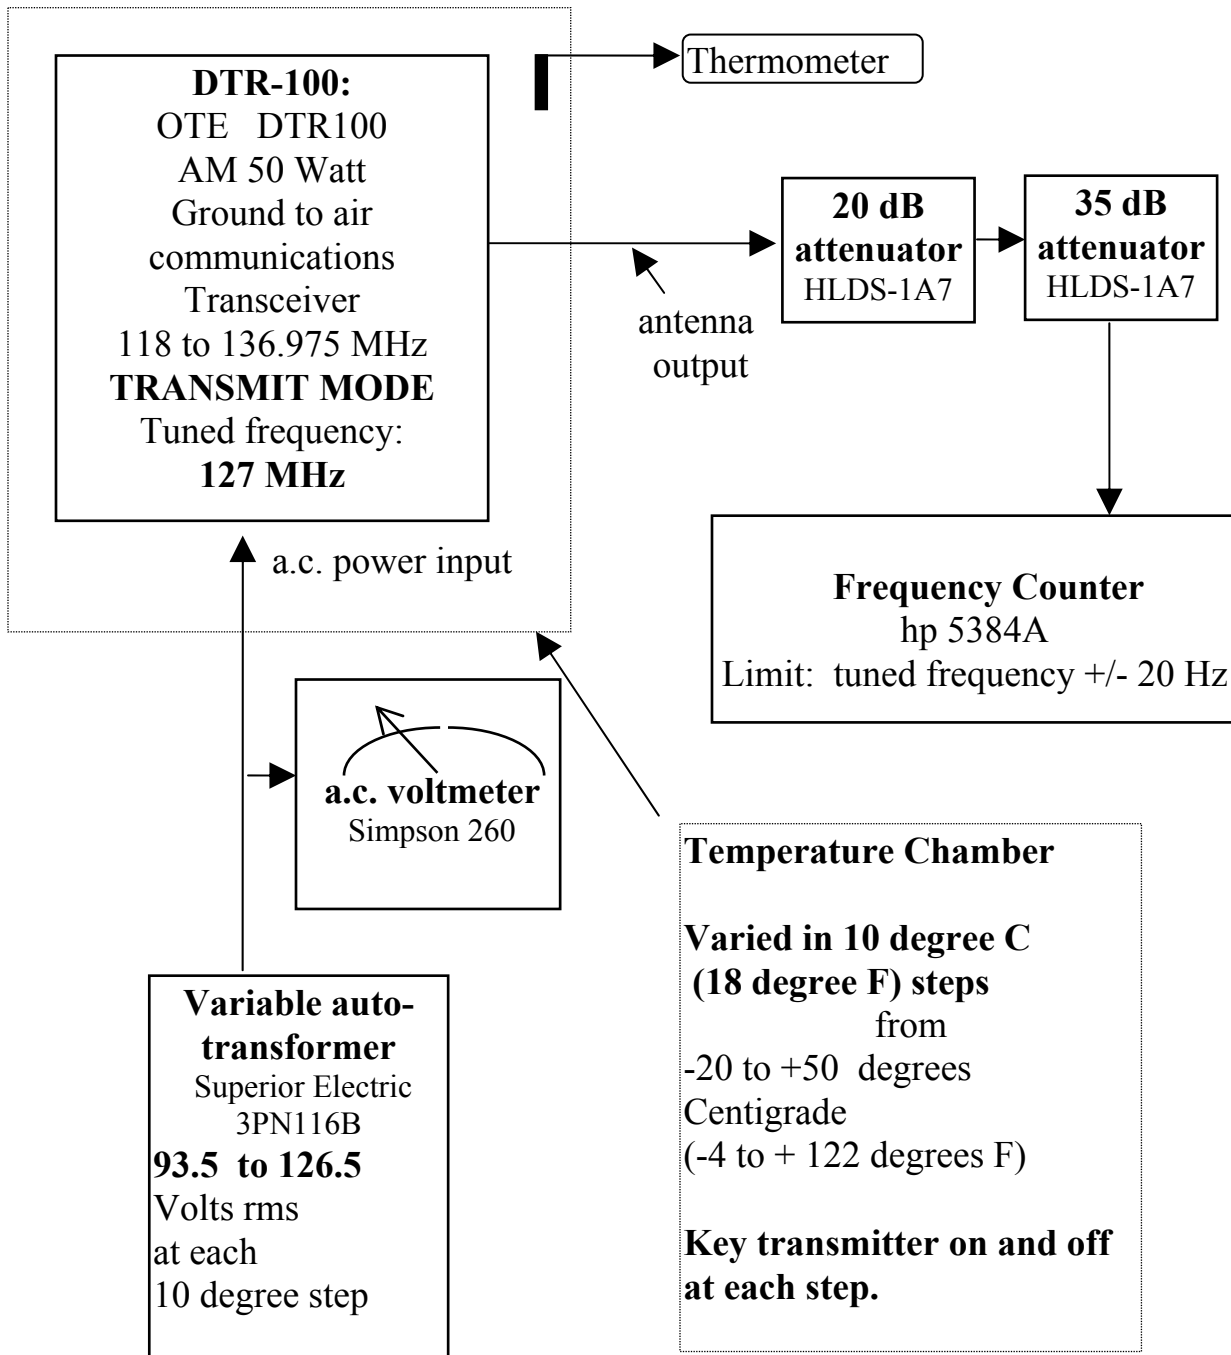 DTR-100:
OTE DTR100
AM 50 Watt
Ground to air
communications
Transceiver
118 to 136.975 MHz
TRANSMIT MODE
Tuned frequency:
127 MHz
Thermometer
20 dB
attenuator
HLDS-1A7
35 dB
attenuator
HLDS-1A7
antenna
output
a.c. power input
Frequency Counter
hp 5384A
Limit: tuned frequency +/- 20 Hz
a.c. voltmeter
Simpson 260
Variable auto-
transformer
Superior Electric
3PN116B
93.5 to 126.5
Volts rms
at each
10 degree step
Temperature Chamber
Varied in 10 degree C
(18 degree F) steps
from
-20 to +50 degrees
Centigrade
(-4 to + 122 degrees F)
Key transmitter on and off
at each step.